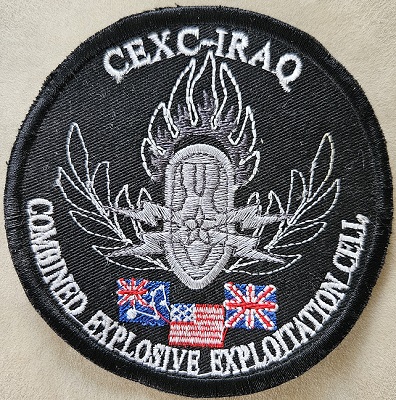 CEXC-IRAQ
COMBINED EXPLOSIVE EXPLOITATION CELL